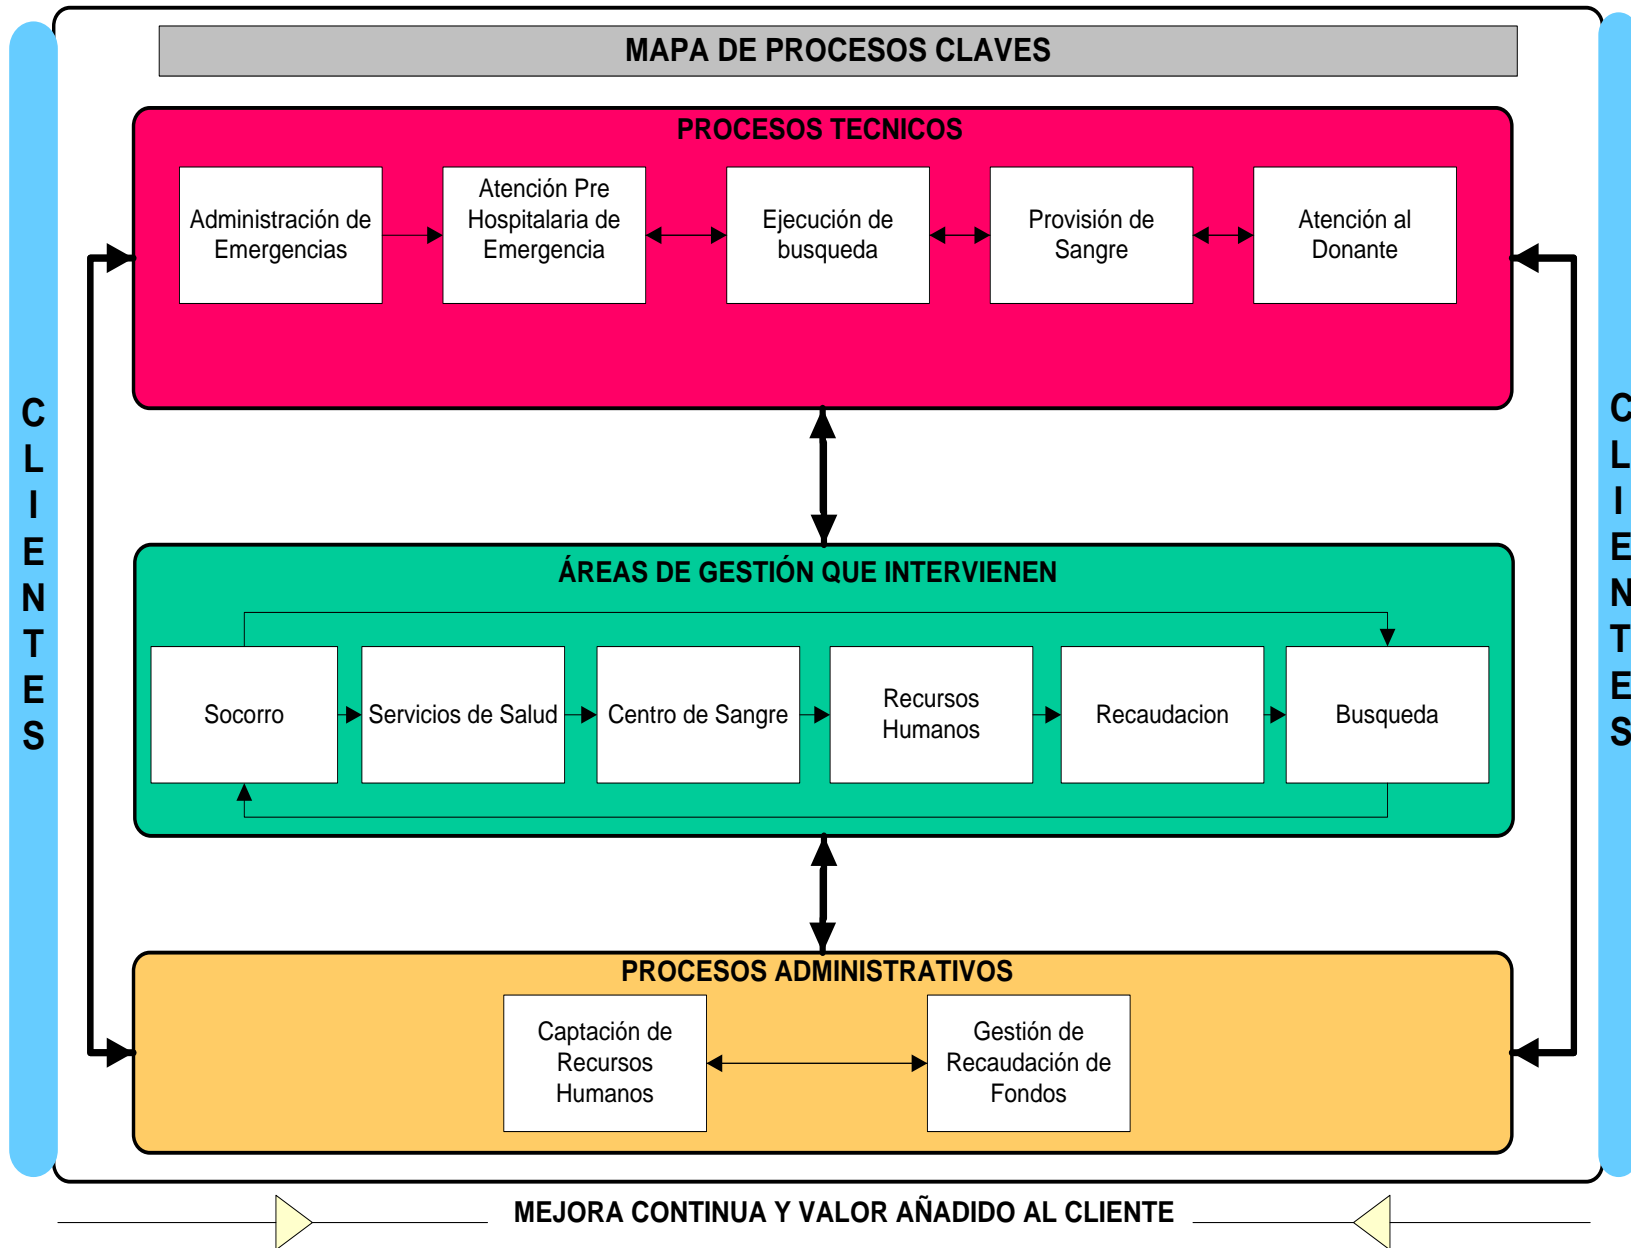 MAPA DE PROCESOS CLAVES
PROCESOS TECNICOS
Administración de
Emergencias
Atención Pre
Hospitalaria de
Emergencia
Ejecución de
busqueda
Provisión de
Sangre
Atención al
Donante
CLIENTES
CLIENTES
ÁREAS DE GESTIÓN QUE INTERVIENEN
Socorro
Servicios de Salud
Centro de Sangre
Recursos
Humanos
Recaudacion
Busqueda
PROCESOS ADMINISTRATIVOS
Captación de
Recursos
Humanos
Gestión de
Recaudación de
Fondos
MEJORA CONTINUA Y VALOR AÑADIDO AL CLIENTE